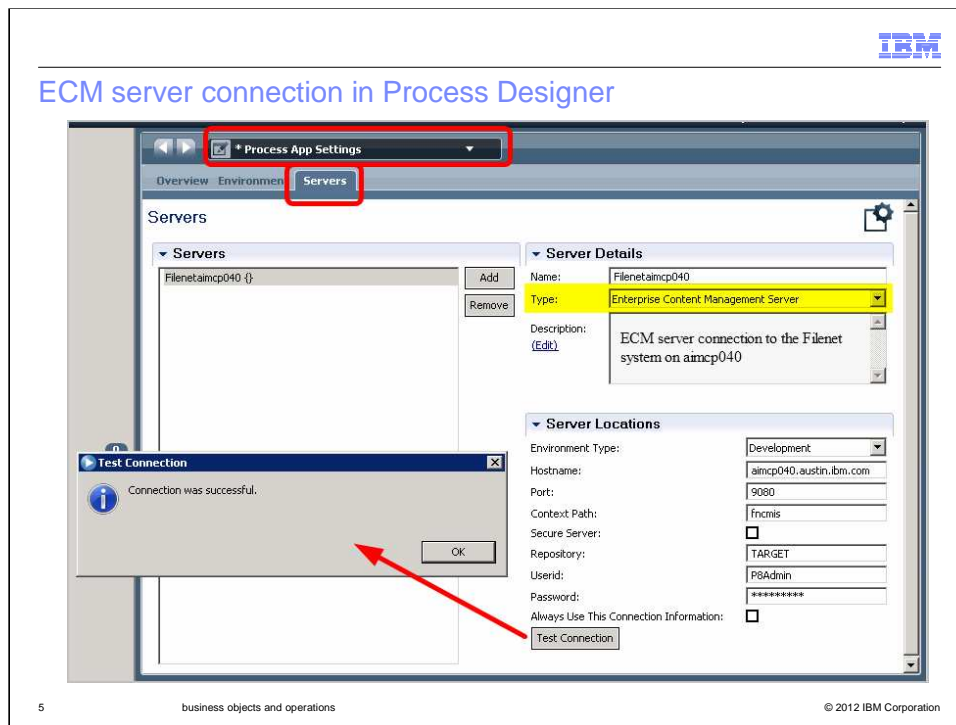 IBM
ECM server connection in Process Designer
* Process App Settings
Overview Environmen Servers
Servers
Servers
Filenetaimcp040 {}
Add
Remove
Server Details
Name: Filenetaimcp040
Type: Enterprise Content Management Server
Description:
(Edit)
ECM server connection to the Filenet
system on aimcp040
Server Locations
Environment Type: Development
Hostname: aimcp040.austin.ibm.com
Port: 9080
Context Path: fncmis
Secure Server:
Repository: TARGET
Userid: P8Admin
Password: *********
Always Use This Connection Information:
Test Connection
Test Connection
Connection was successful.
OK
5 business objects and operations © 2012 IBM Corporation